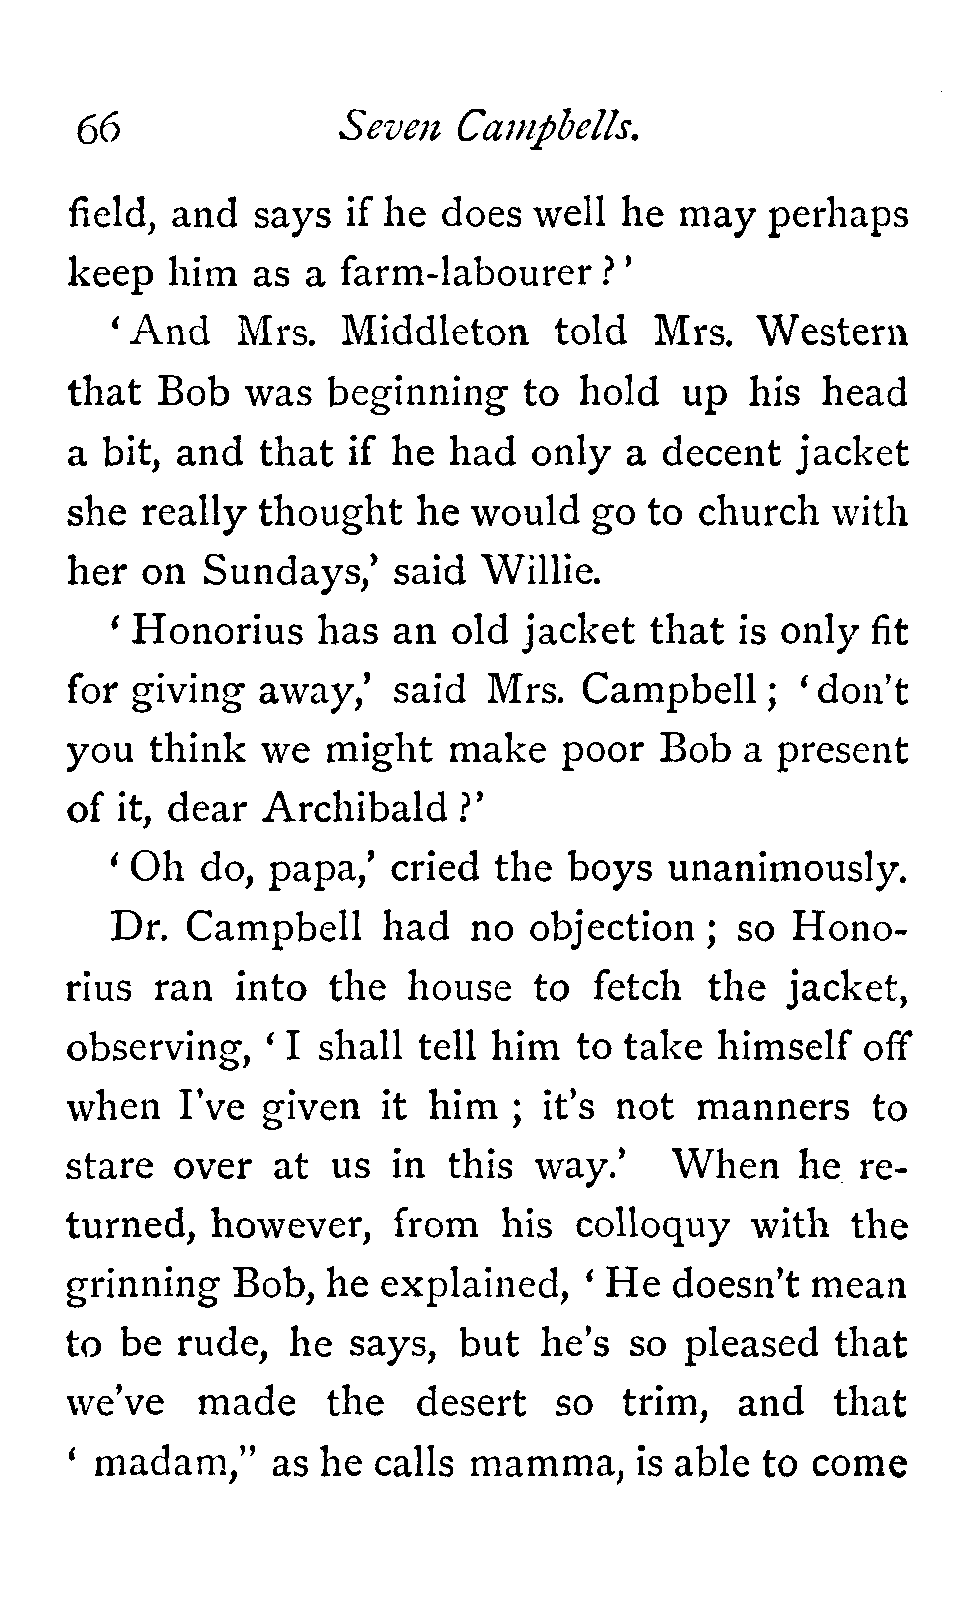 66 Seven Campbells.
field, and says if he does well he may perhaps
keep him as a farm-labourer ?’
‘And Mrs. Middleton told Mrs. Western
that Bob was beginning to hold up his head
a bit, and that if he had only a decent jacket
she really thought he would go to church with
her on Sundays,’ said Willie.
‘Honorius has an old jacket that is only fit
for giving away,’ said Mrs. Campbell; ‘don’t
you think we might make poor Bob a present
of it, dear Archibald ?’
‘Oh do, papa,’ cried the boys unanimously.
Dr. Campbell had no objection; so Hono-
rius ran into the house to fetch the jacket,
observing, ‘I shall tell him to take himself off
when I’ve given it him ; it’s not manners to
stare over at us in this way.’ When he re-
turned, however, from his colloquy with the
grinning Bob, he explained, ‘He doesn’t mean
to be rude, he says, but he’s so pleased that
we’ve made the desert so trim, and that
‘ madam,” as he calls mamma, is able to come